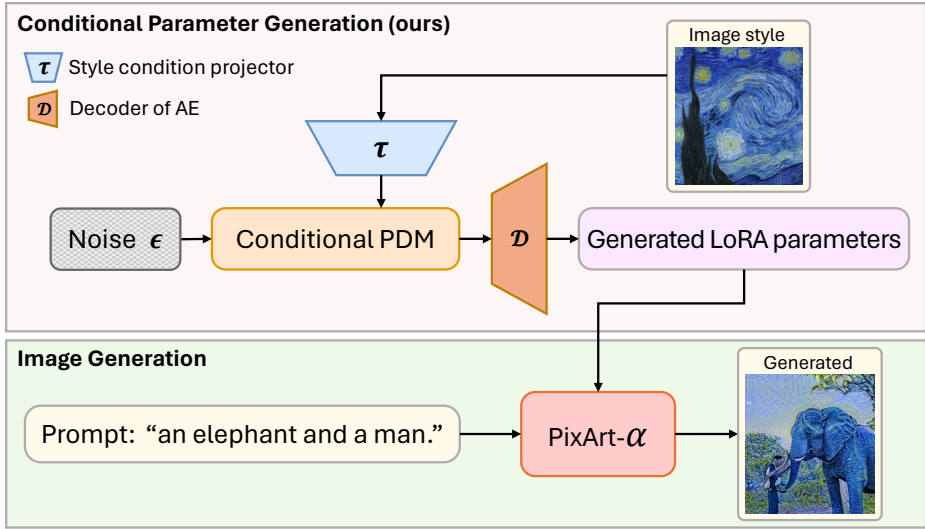 Conditional Parameter Generation (ours)
Image style
τ Style condition projector
𝒟 Decoder of AE
τ
Noise ϵ
Conditional PDM
𝒟
Generated LoRA parameters
Image Generation
Generated
Prompt: “an elephant and a man.”
PixArt-α